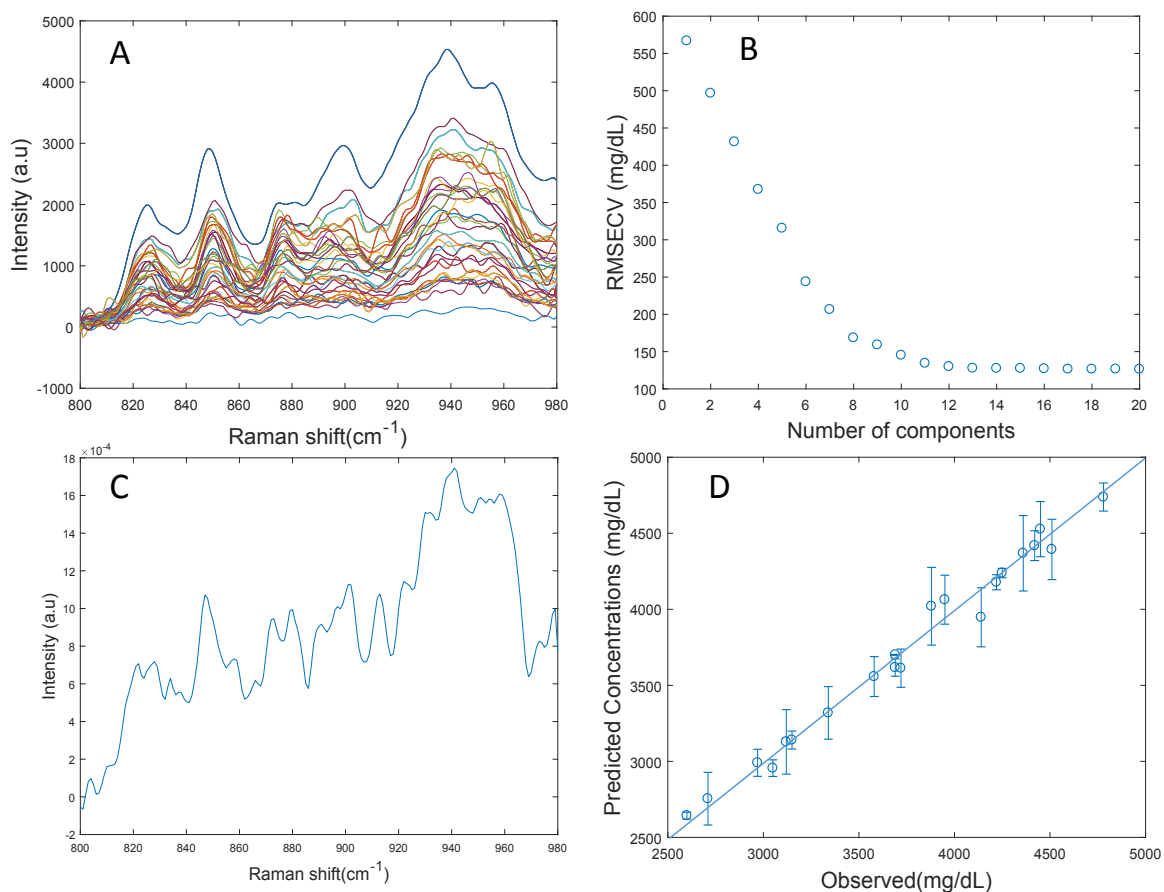 A
Intensity (a.u)
5000
4000
3000
2000
1000
0
-1000
800 820 840 860 880 900 920 940 960 980
Raman shift(cm⁻¹)
B
RMSECV (mg/dL)
600
550
500
450
400
350
300
250
200
150
100
0 2 4 6 8 10 12 14 16 18 20
Number of components
C
× 10⁻⁴
Intensity (a.u)
18
16
14
12
10
8
6
4
2
0
-2
800 820 840 860 880 900 920 940 960 980
Raman shift(cm⁻¹)
D
Predicted Concentrations (mg/dL)
5000
4500
4000
3500
3000
2500
2500 3000 3500 4000 4500 5000
Observed(mg/dL)